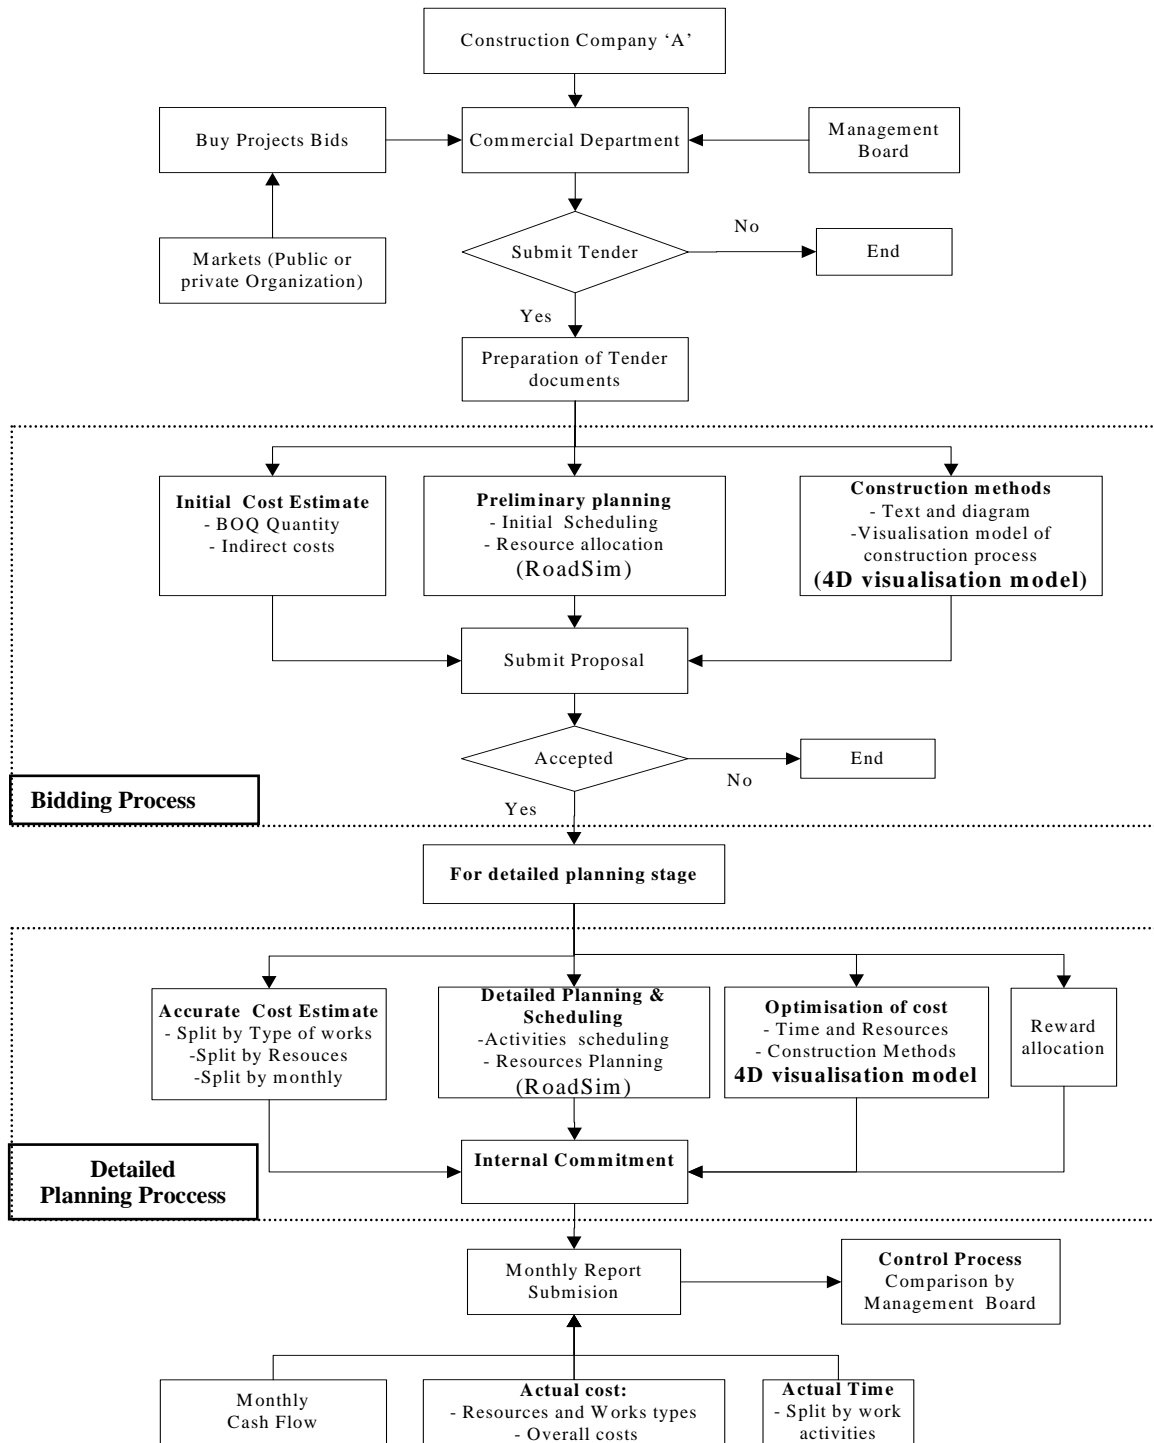 Construction Company ‘A’
Buy Projects Bids
Commercial Department
Management
Board
Markets (Public or
private Organization)
Submit Tender
No
End
Yes
Preparation of Tender
documents
Initial Cost Estimate
- BOQ Quantity
- Indirect costs
Preliminary planning
- Initial Scheduling
- Resource allocation
(RoadSim)
Construction methods
- Text and diagram
-Visualisation model of
construction process
(4D visualisation model)
Submit Proposal
Accepted
No
End
Yes
Bidding Process
For detailed planning stage
Accurate Cost Estimate
- Split by Type of works
-Split by Resouces
-Split by monthly
Detailed Planning &
Scheduling
-Activities scheduling
- Resources Planning
(RoadSim)
Optimisation of cost
- Time and Resources
- Construction Methods
4D visualisation model
Reward
allocation
Internal Commitment
Detailed
Planning Proccess
Monthly Report
Submision
Control Process
Comparison by
Management Board
Monthly
Cash Flow
Actual cost:
- Resources and Works types
- Overall costs
Actual Time
- Split by work
activities